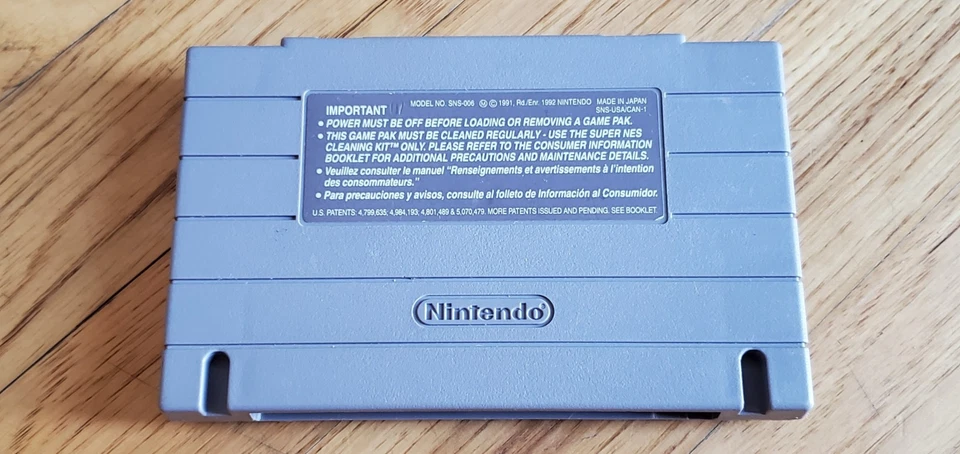 IMPORTANT MODEL NO. SNS-006 Ⓜ © 1991, Rd./Enr. 1992 NINTENDO MADE IN JAPAN
SNS-USA/CAN-1
• POWER MUST BE OFF BEFORE LOADING OR REMOVING A GAME PAK.
• THIS GAME PAK MUST BE CLEANED REGULARLY - USE THE SUPER NES
CLEANING KIT™ ONLY. PLEASE REFER TO THE CONSUMER INFORMATION
BOOKLET FOR ADDITIONAL PRECAUTIONS AND MAINTENANCE DETAILS.
• Veuillez consulter le manuel "Renseignements et avertissements à l'intention
des consommateurs."
• Para precauciones y avisos, consulte al folleto de Información al Consumidor.
U.S. PATENTS: 4,799,635; 4,984,193; 4,801,489 & 5,070,479. MORE PATENTS ISSUED AND PENDING. SEE BOOKLET.
Nintendo®